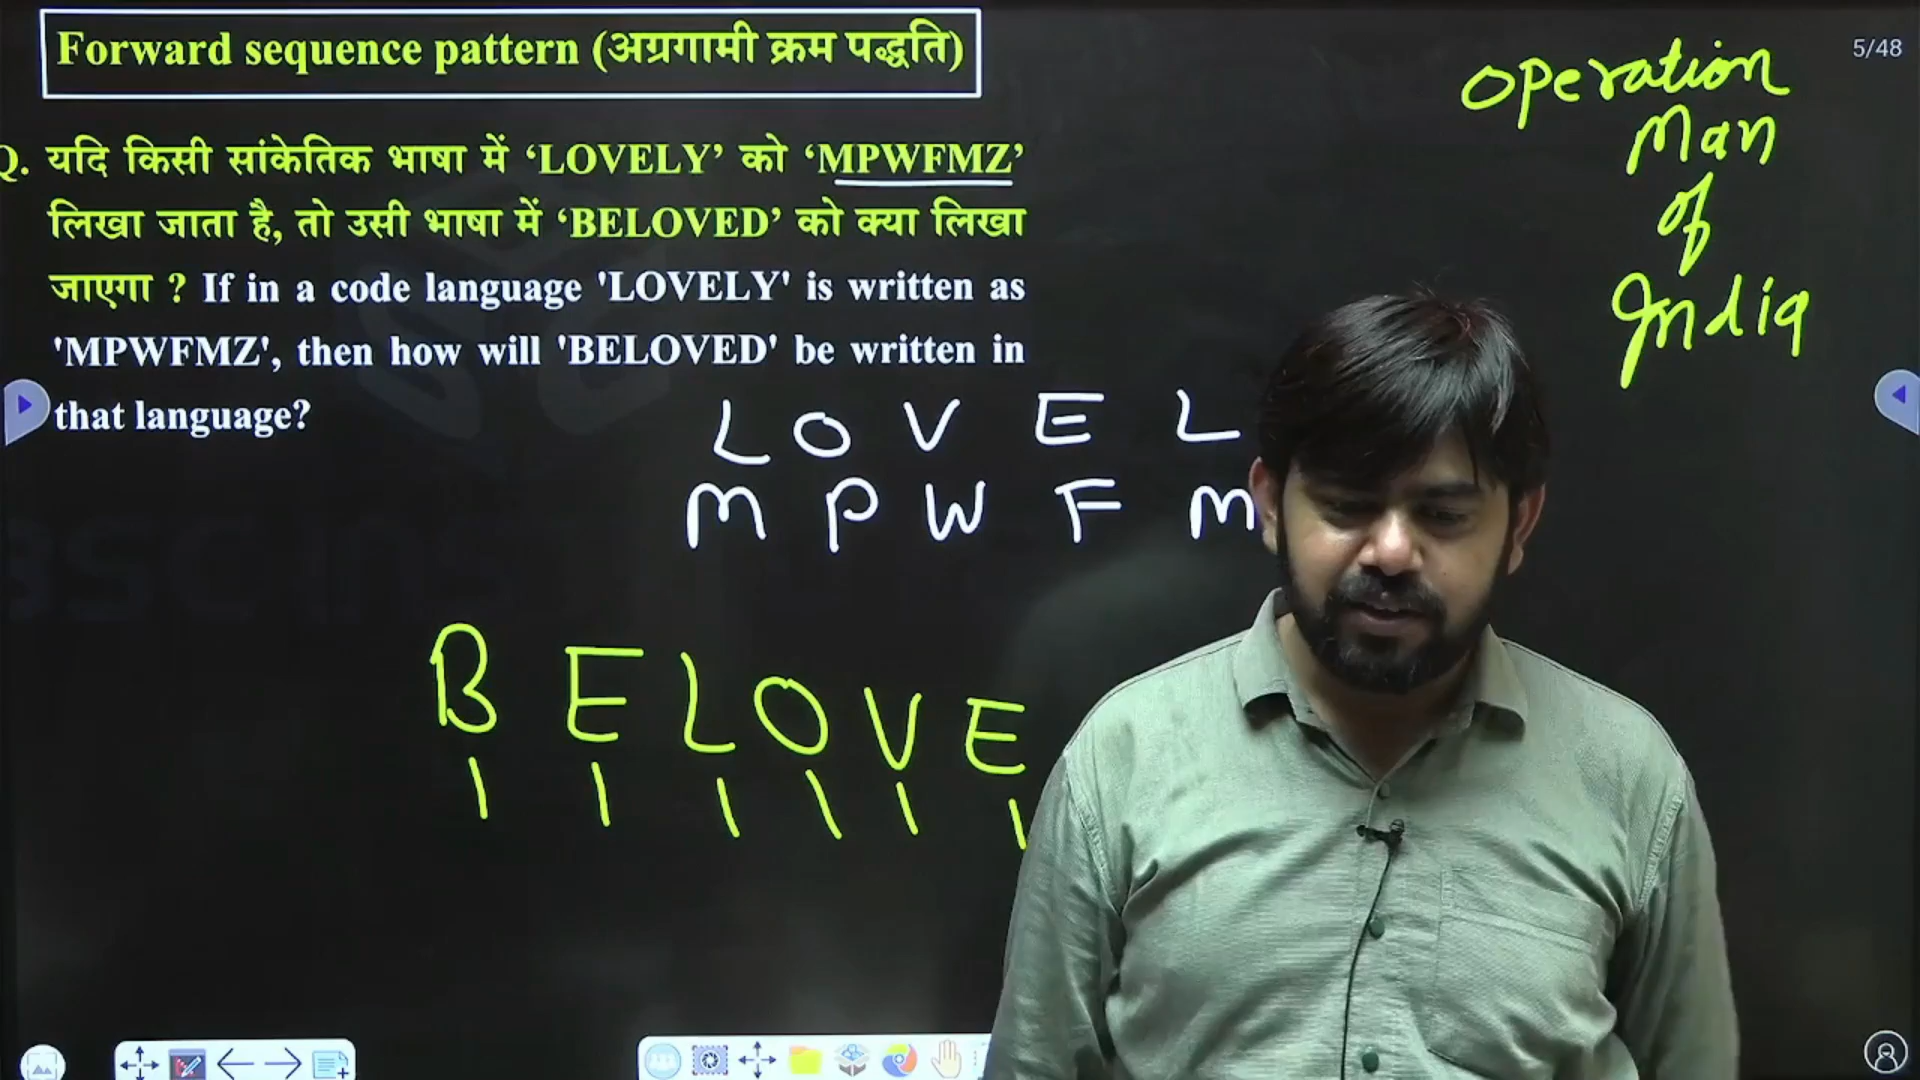 Forward sequence pattern (अग्रगामी क्रम पद्धति)
5/48
Operation
Man
of
India
Q. यदि किसी सांकेतिक भाषा में ‘LOVELY’ को ‘MPWFMZ’
लिखा जाता है, तो उसी भाषा में ‘BELOVED’ को क्या लिखा
जाएगा ? If in a code language 'LOVELY' is written as
'MPWFMZ', then how will 'BELOVED' be written in
that language?
L O V E L
M P W F M
B E L O V E